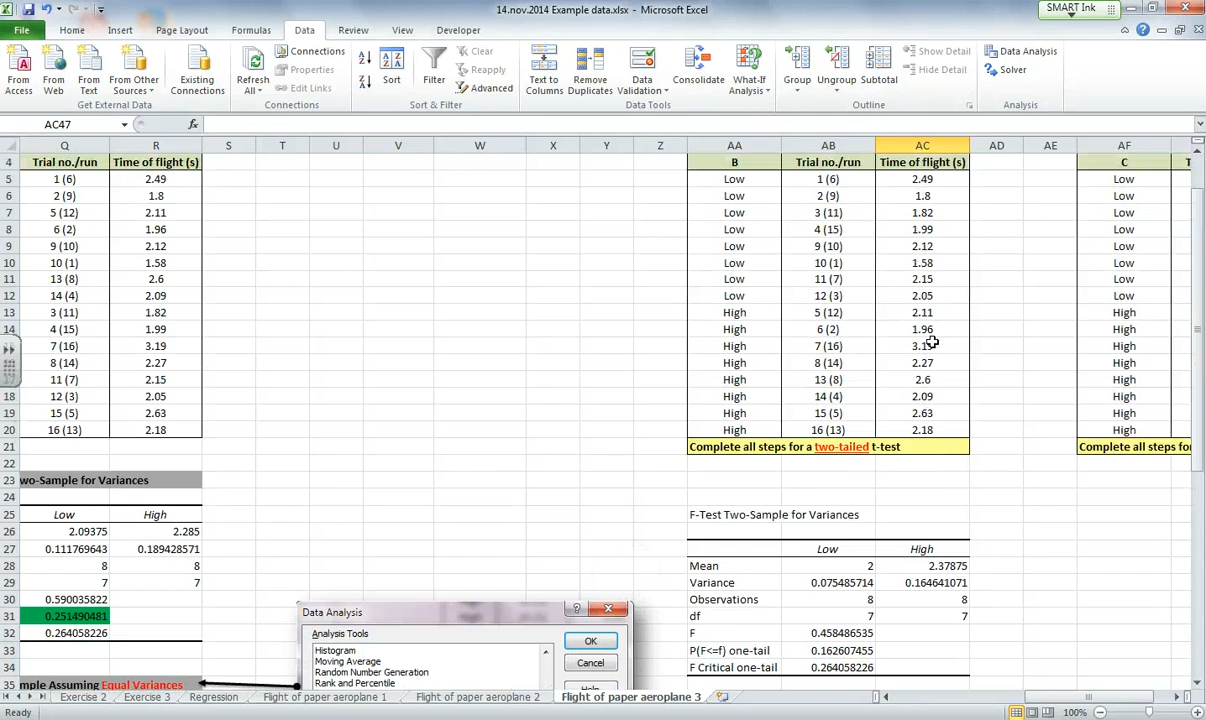 14.nov.2014 Example data.xlsx - Microsoft Excel
SMART Ink
File Home Insert Page Layout Formulas Data Review View Developer
From Access
From Web
From Text
From Other Sources
Existing Connections
Get External Data
Refresh All
Connections
Properties
Edit Links
Connections
Sort
Filter
Clear
Reapply
Advanced
Sort & Filter
Text to Columns
Remove Duplicates
Data Validation
Consolidate
What-If Analysis
Data Tools
Group
Ungroup
Subtotal
Show Detail
Hide Detail
Outline
Data Analysis
Solver
Analysis
AC47 fx
Q R S T U V W X Y Z AA AB AC AD AE AF
4 Trial no./run Time of flight (s) B Trial no./run Time of flight (s) C T
5 1 (6) 2.49 Low 1 (6) 2.49 Low
6 2 (9) 1.8 Low 2 (9) 1.8 Low
7 5 (12) 2.11 Low 3 (11) 1.82 Low
8 6 (2) 1.96 Low 4 (15) 1.99 Low
9 9 (10) 2.12 Low 9 (10) 2.12 Low
10 10 (1) 1.58 Low 10 (1) 1.58 Low
11 13 (8) 2.6 Low 11 (7) 2.15 Low
12 14 (4) 2.09 Low 12 (3) 2.05 Low
13 3 (11) 1.82 High 5 (12) 2.11 High
14 4 (15) 1.99 High 6 (2) 1.96 High
7 (16) 3.19 High 7 (16) High
8 (14) 2.27 High 8 (14) 2.27 High
11 (7) 2.15 High 13 (8) 2.6 High
18 12 (3) 2.05 High 14 (4) 2.09 High
19 15 (5) 2.63 High 15 (5) 2.63 High
20 16 (13) 2.18 High 16 (13) 2.18 High
21 Complete all steps for a two-tailed t-test Complete all steps for
22
23 wo-Sample for Variances
24
25 Low High F-Test Two-Sample for Variances
26 2.09375 2.285
27 0.111769643 0.189428571 Low High
28 8 8 Mean 2 2.37875
29 7 7 Variance 0.075485714 0.164641071
30 0.590035822 Observations 8 8
31 0.251490481 df 7 7
32 0.264058226 F 0.458486535
33 P(F<=f) one-tail 0.162607455
34 F Critical one-tail 0.264058226
35 mple Assuming Equal Variances
Data Analysis
Analysis Tools
Histogram
Moving Average
Random Number Generation
Rank and Percentile
OK
Cancel
Help
Exercise 2 Exercise 3 Regression Flight of paper aeroplane 1 Flight of paper aeroplane 2 Flight of paper aeroplane 3
Ready
100%